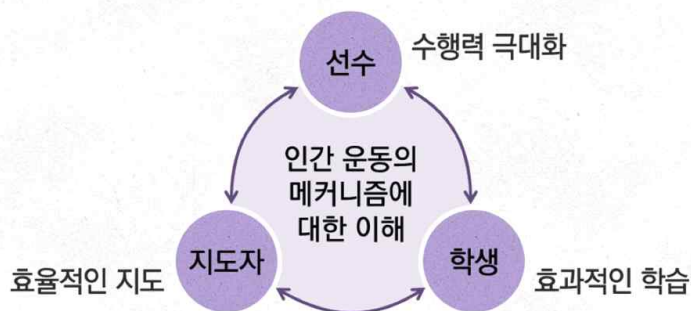 선수
수행력 극대화
인간 운동의
메커니즘에
대한 이해
지도자
효율적인 지도
학생
효과적인 학습